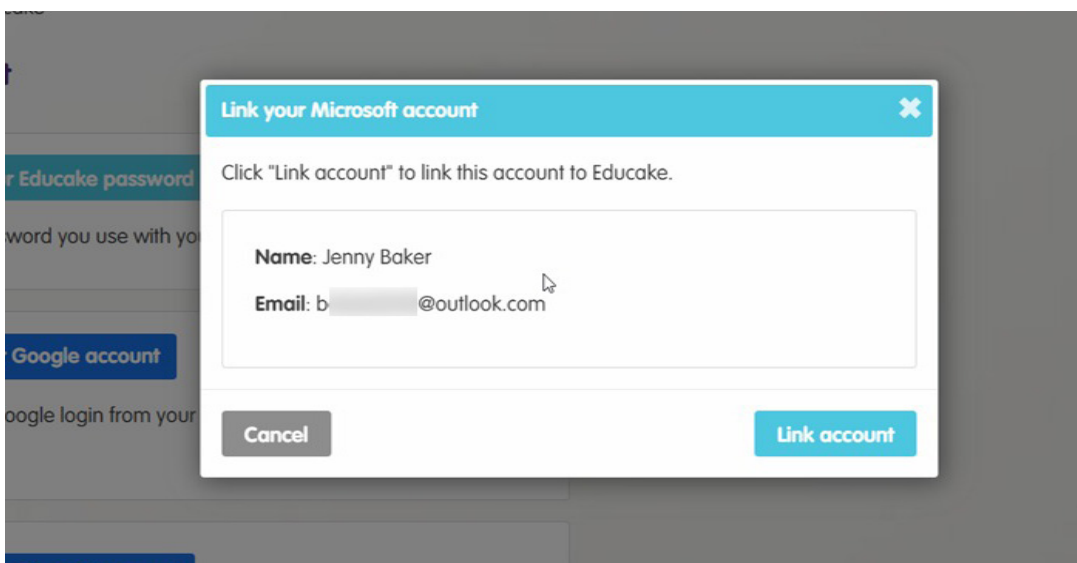 Link your Microsoft account
Click "Link account" to link this account to Educake.
r Educake password
word you use with yo
Name: Jenny Baker
Email: b @outlook.com
Google account
oogle login from your
Cancel
Link account